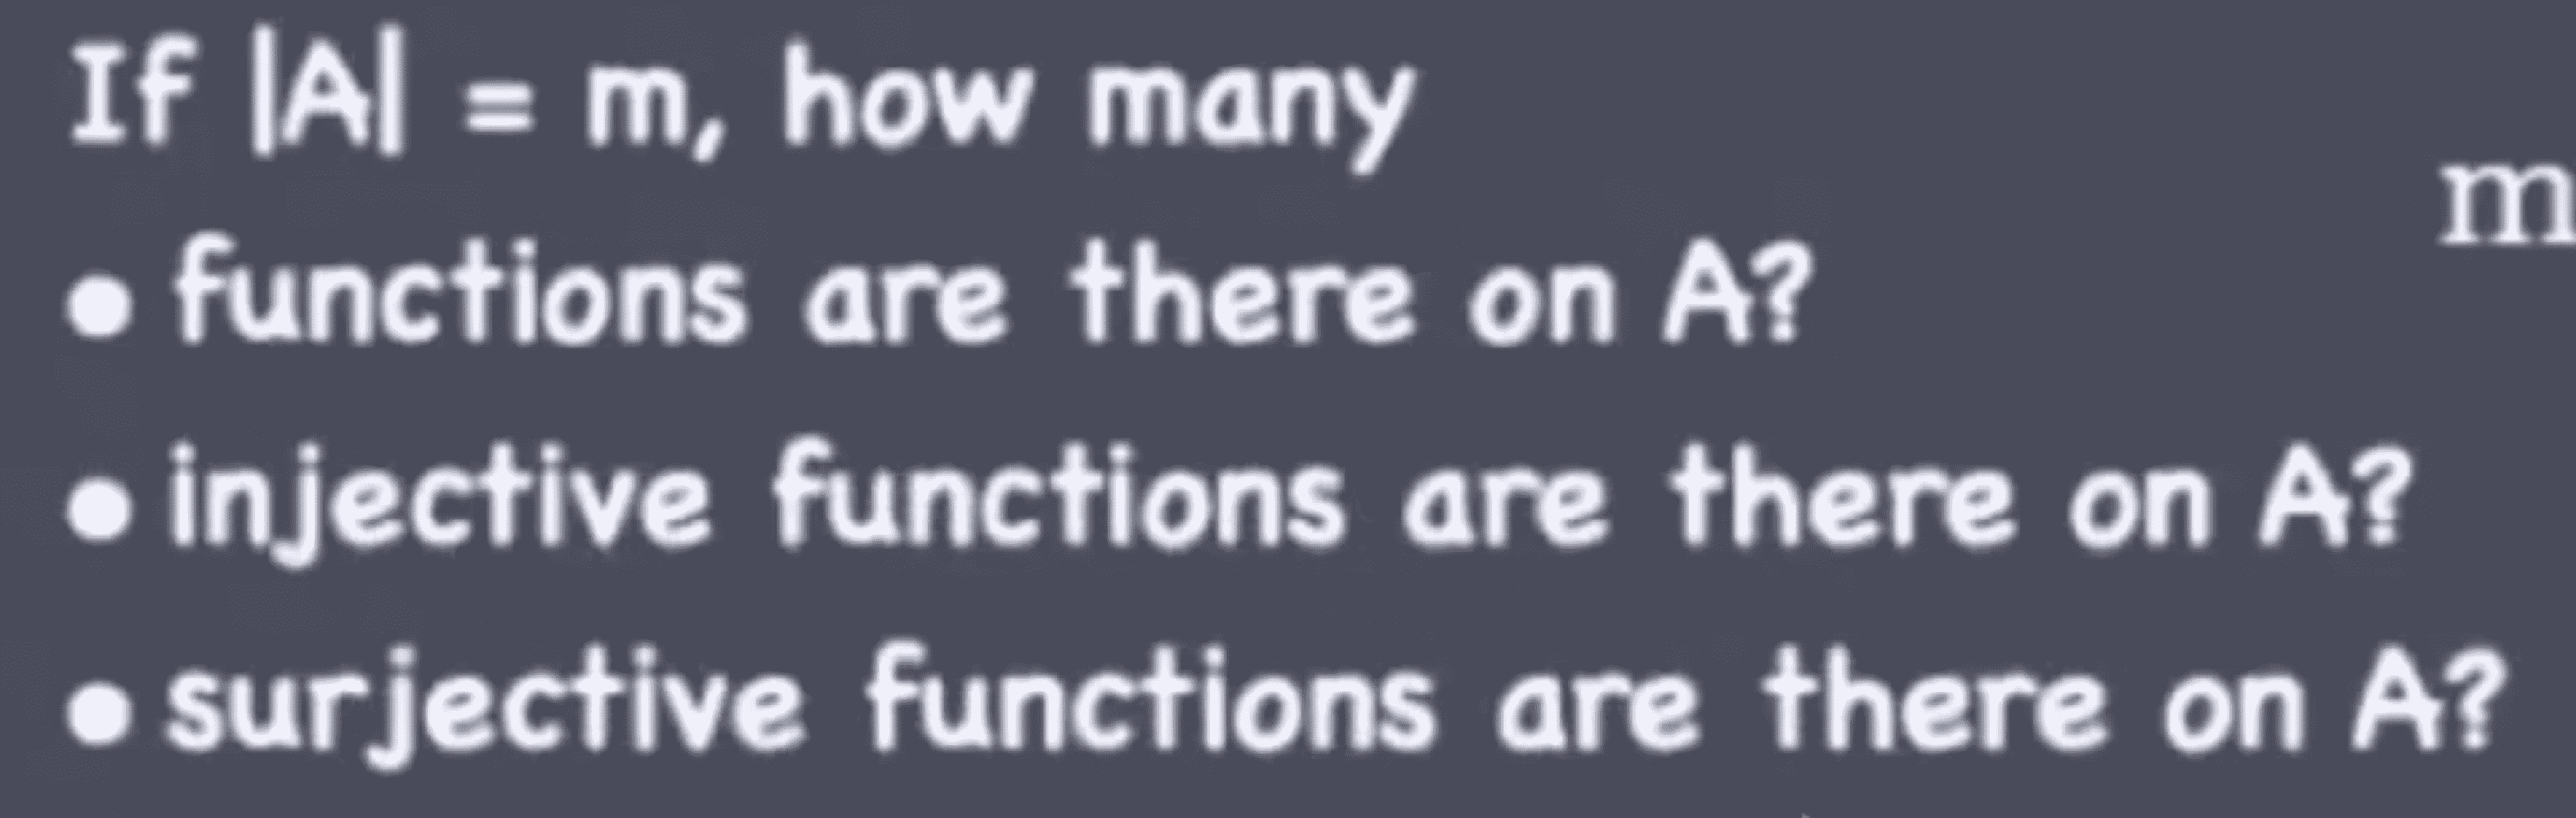 If |A| = m, how many
m
• functions are there on A?
• injective functions are there on A?
• surjective functions are there on A?